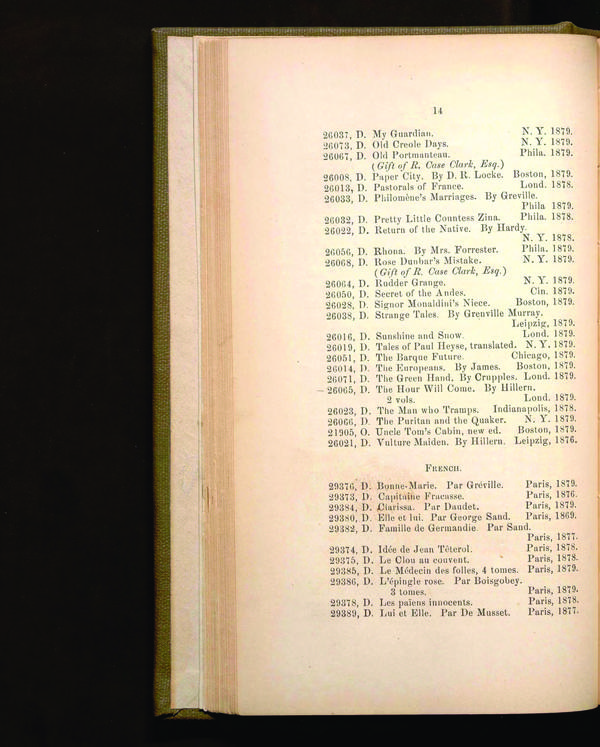 14
26037, D. My Guardian. N. Y. 1879.
26073, D. Old Creole Days. N. Y. 1879.
26067, D. Old Portmanteau. Phila. 1879.
(Gift of R. Case Clark, Esq.)
26008, D. Paper City. By D. R. Locke. Boston, 1879.
26013, D. Pastorals of France. Lond. 1878.
26033, D. Philomène's Marriages. By Greville.
Phila 1879.
26032, D. Pretty Little Countess Zina. Phila. 1878.
26022, D. Return of the Native. By Hardy.
N. Y. 1878.
26056, D. Rhona. By Mrs. Forrester. Phila. 1879.
26068, D. Rose Dunbar's Mistake. N. Y. 1879.
(Gift of R. Case Clark, Esq.)
26064, D. Rudder Grange. N. Y. 1879.
26050, D. Secret of the Andes. Cin. 1879.
26028, D. Signor Monaldini's Niece. Boston, 1879.
26038, D. Strange Tales. By Grenville Murray.
Leipzig, 1879.
26016, D. Sunshine and Snow. Lond. 1879.
26019, D. Tales of Paul Heyse, translated. N. Y. 1879.
26051, D. The Barque Future. Chicago, 1879.
26014, D. The Europeans. By James. Boston, 1879.
26071, D. The Green Hand. By Cupples. Lond. 1879.
26065, D. The Hour Will Come. By Hillern.
2 vols. Lond. 1879.
26023, D. The Man who Tramps. Indianapolis, 1878.
26066, D. The Puritan and the Quaker. N. Y. 1879.
21905, O. Uncle Tom's Cabin, new ed. Boston, 1879.
26021, D. Vulture Maiden. By Hillern. Leipzig, 1876.
FRENCH.
29376, D. Bonne-Marie. Par Gréville. Paris, 1879.
29373, D. Capitaine Fracasse. Paris, 1876.
29384, D. Clarissa. Par Daudet. Paris, 1879.
29380, D. Elle et lui. Par George Sand. Paris, 1869.
29382, D. Famille de Germandie. Par Sand.
Paris, 1877.
29374, D. Idée de Jean Téterol. Paris, 1878.
29375, D. Le Clou au couvent. Paris, 1878.
29385, D. Le Médecin des folles, 4 tomes. Paris, 1879.
29386, D. L'épingle rose. Par Boisgobey.
3 tomes. Paris, 1879.
29378, D. Les païens innocents. Paris, 1878.
29389, D. Lui et Elle. Par De Musset. Paris, 1877.